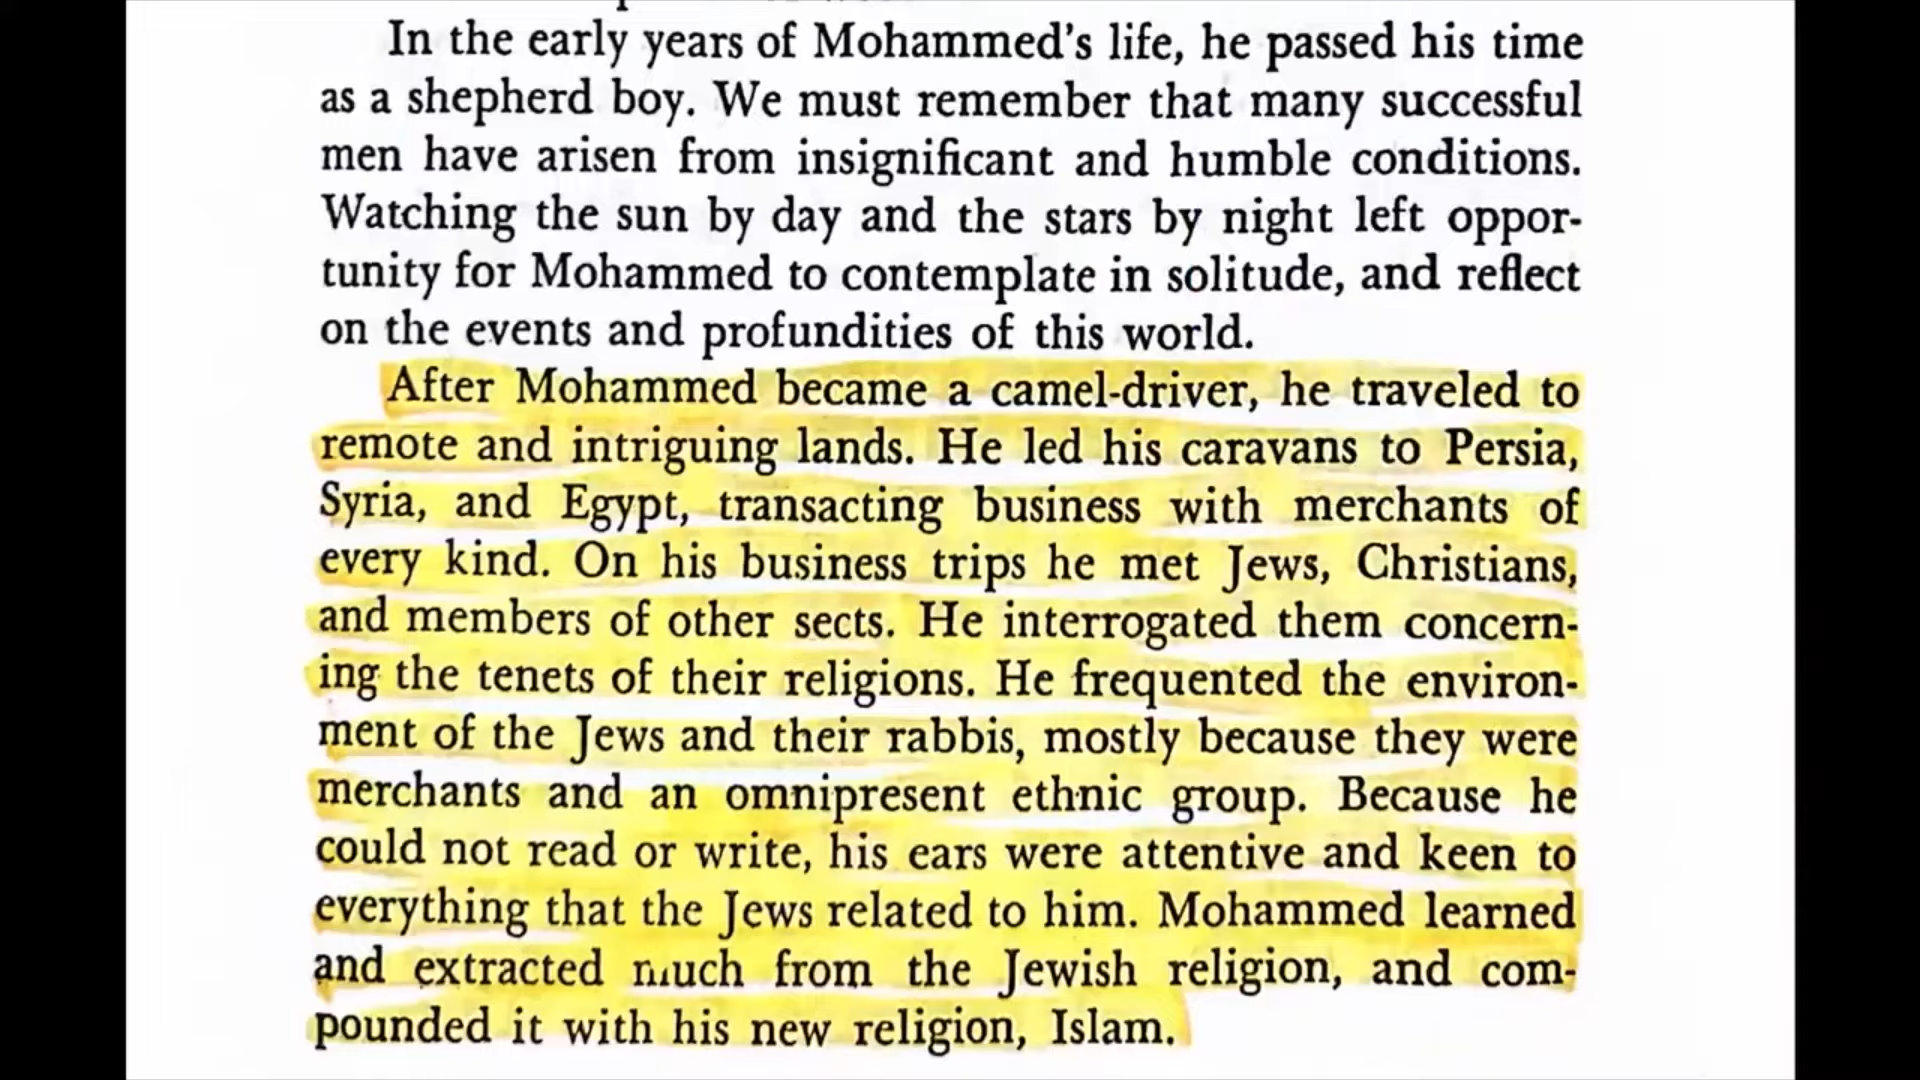 In the early years of Mohammed's life, he passed his time
as a shepherd boy. We must remember that many successful
men have arisen from insignificant and humble conditions.
Watching the sun by day and the stars by night left oppor-
tunity for Mohammed to contemplate in solitude, and reflect
on the events and profundities of this world.
After Mohammed became a camel-driver, he traveled to
remote and intriguing lands. He led his caravans to Persia,
Syria, and Egypt, transacting business with merchants of
every kind. On his business trips he met Jews, Christians,
and members of other sects. He interrogated them concern-
ing the tenets of their religions. He frequented the environ-
ment of the Jews and their rabbis, mostly because they were
merchants and an omnipresent ethnic group. Because he
could not read or write, his ears were attentive and keen to
everything that the Jews related to him. Mohammed learned
and extracted much from the Jewish religion, and com-
pounded it with his new religion, Islam.